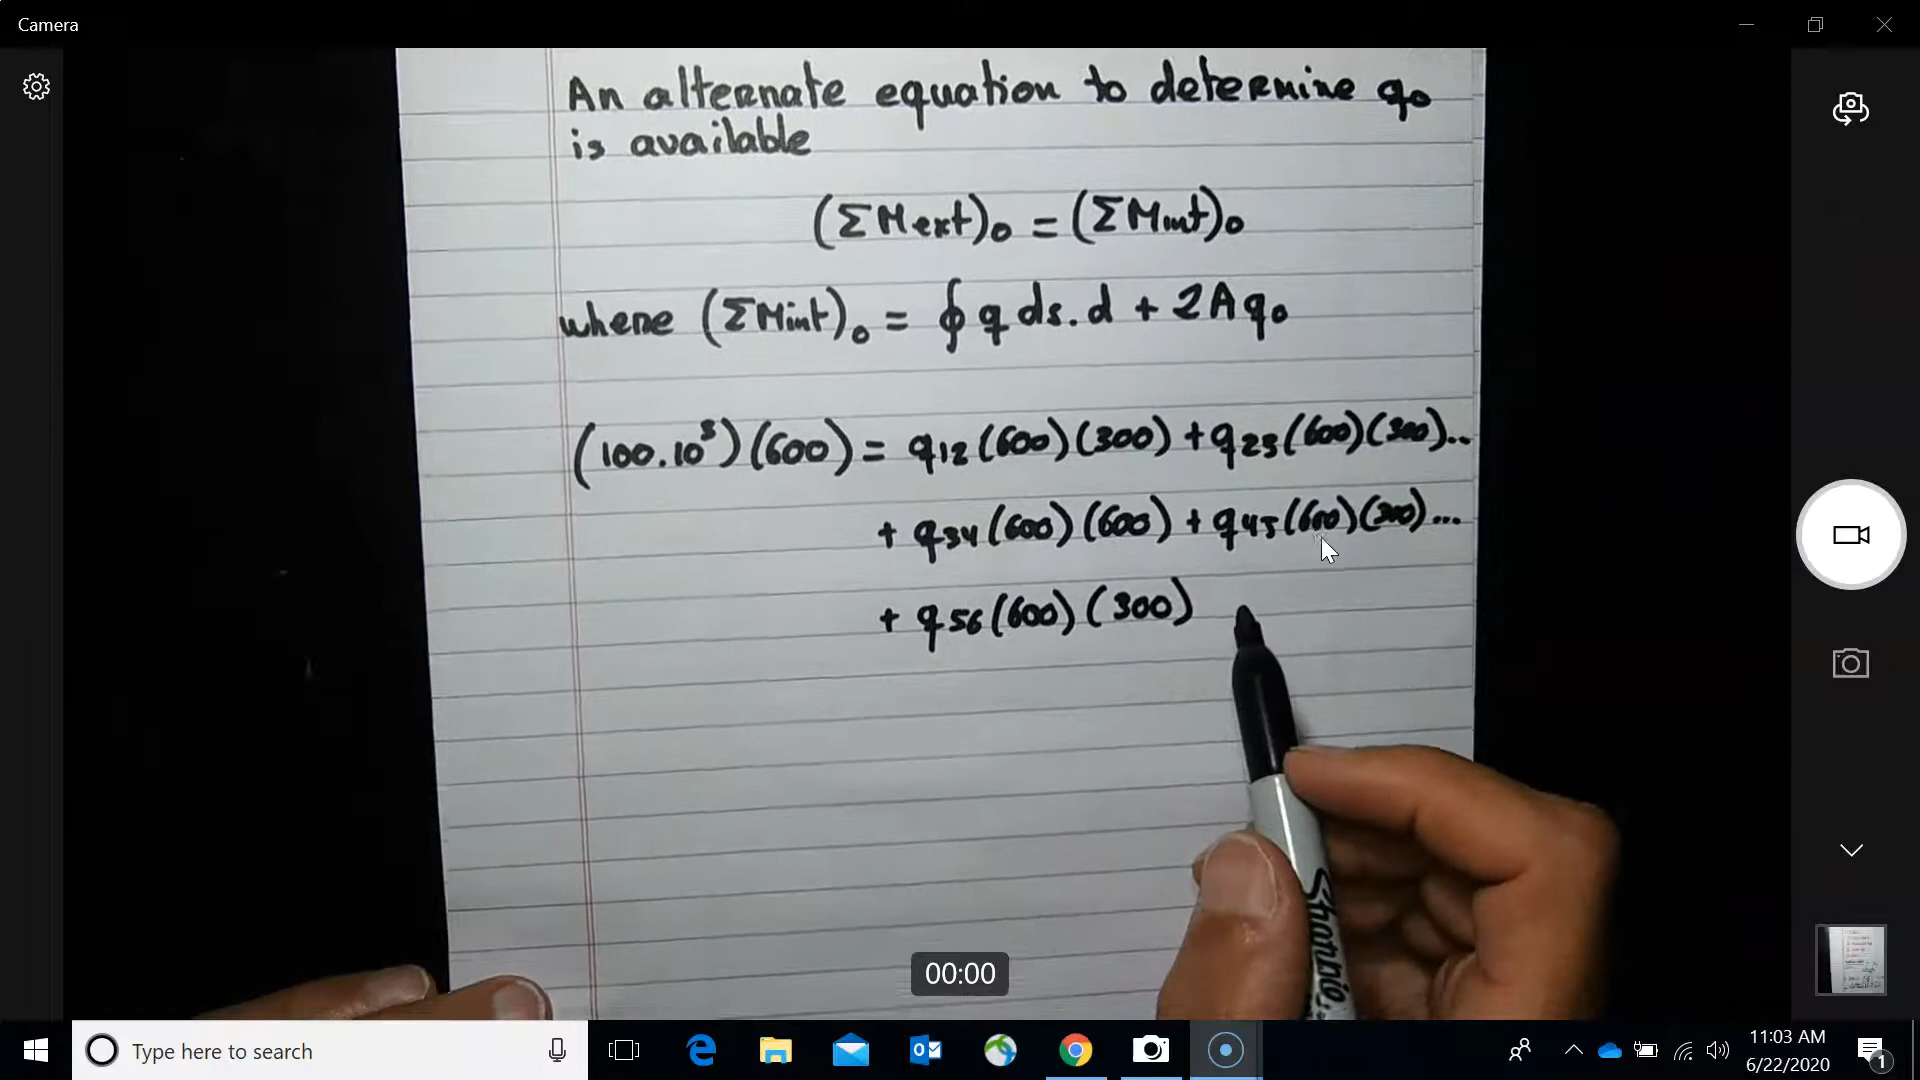 Camera
An alternate equation to determine q₀
is available
(ΣMext)₀ = (ΣMint)₀
where (ΣMint)₀ = ∮ q ds.d + 2Aq₀
(100.10³)(600) = q12(600)(300) + q23(600)(300)..
+ q34(600)(600) + q45(600)(300)...
+ q56(600)(300)
00:00
Type here to search
11:03 AM
6/22/2020
1